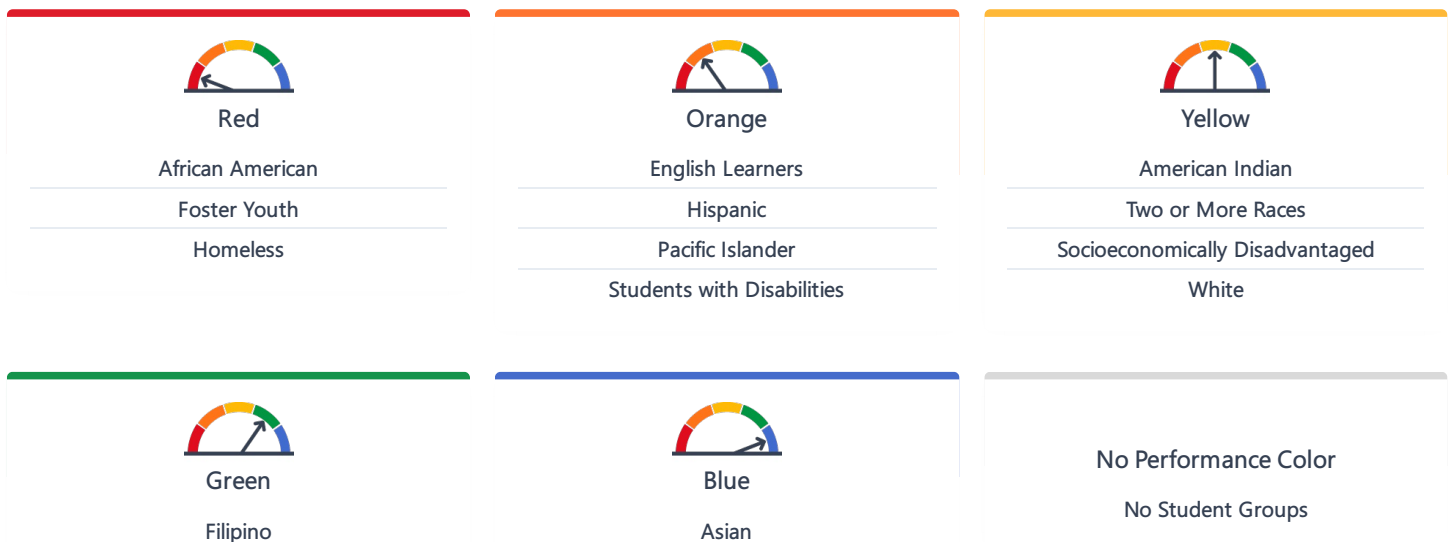 Red
African American
Foster Youth
Homeless
Orange
English Learners
Hispanic
Pacific Islander
Students with Disabilities
Yellow
American Indian
Two or More Races
Socioeconomically Disadvantaged
White
Green
Filipino
Blue
Asian
No Performance Color
No Student Groups